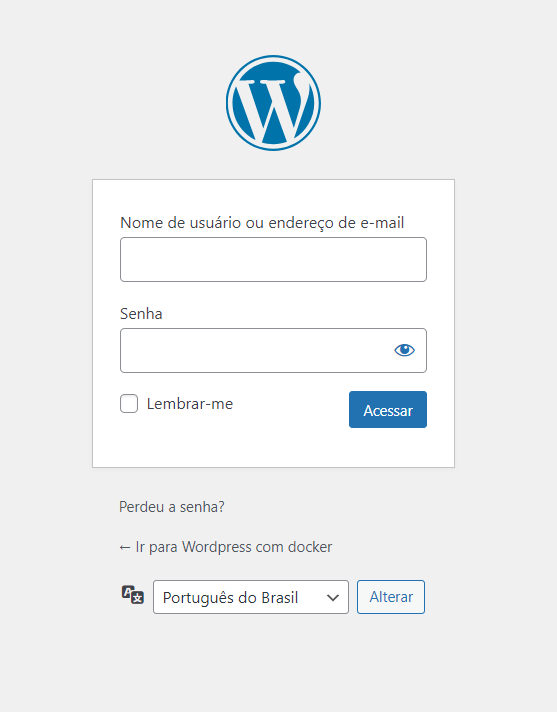 Nome de usuário ou endereço de e-mail
Senha
Lembrar-me
Acessar
Perdeu a senha?
← Ir para Wordpress com docker
Português do Brasil
Alterar